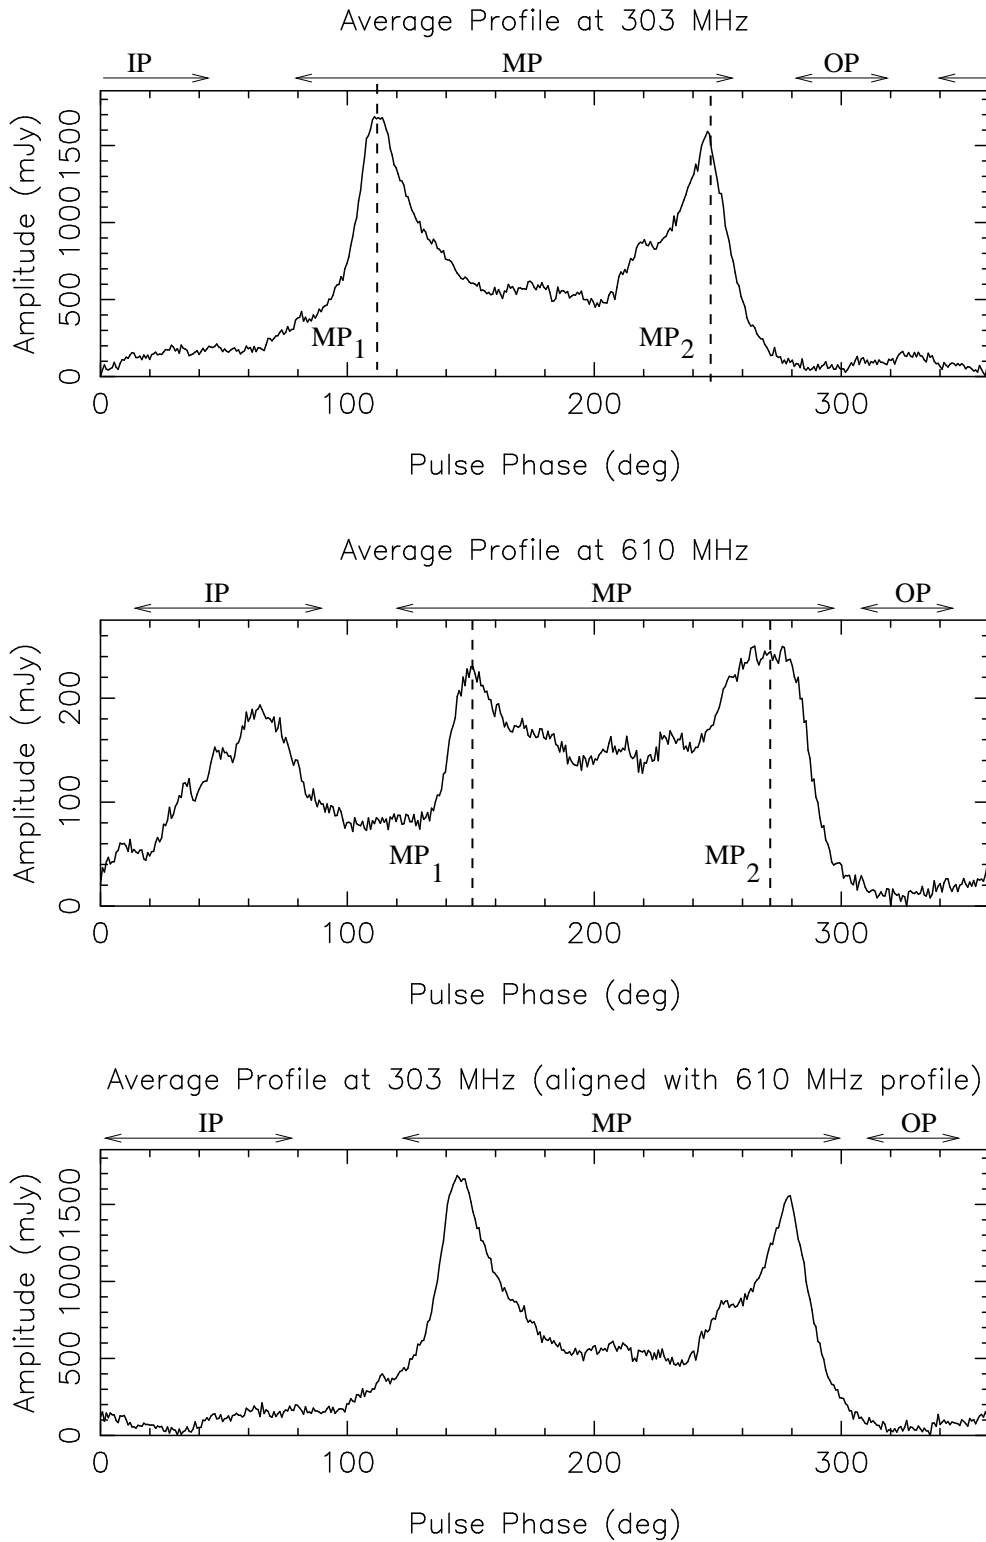 Average Profile at 303 MHz
IP MP OP
1500
1000
500
0
Amplitude (mJy)
MP1 MP2
0 100 200 300
Pulse Phase (deg)
Average Profile at 610 MHz
IP MP OP
200
100
0
Amplitude (mJy)
MP1 MP2
0 100 200 300
Pulse Phase (deg)
Average Profile at 303 MHz (aligned with 610 MHz profile)
IP MP OP
1500
1000
500
0
Amplitude (mJy)
0 100 200 300
Pulse Phase (deg)